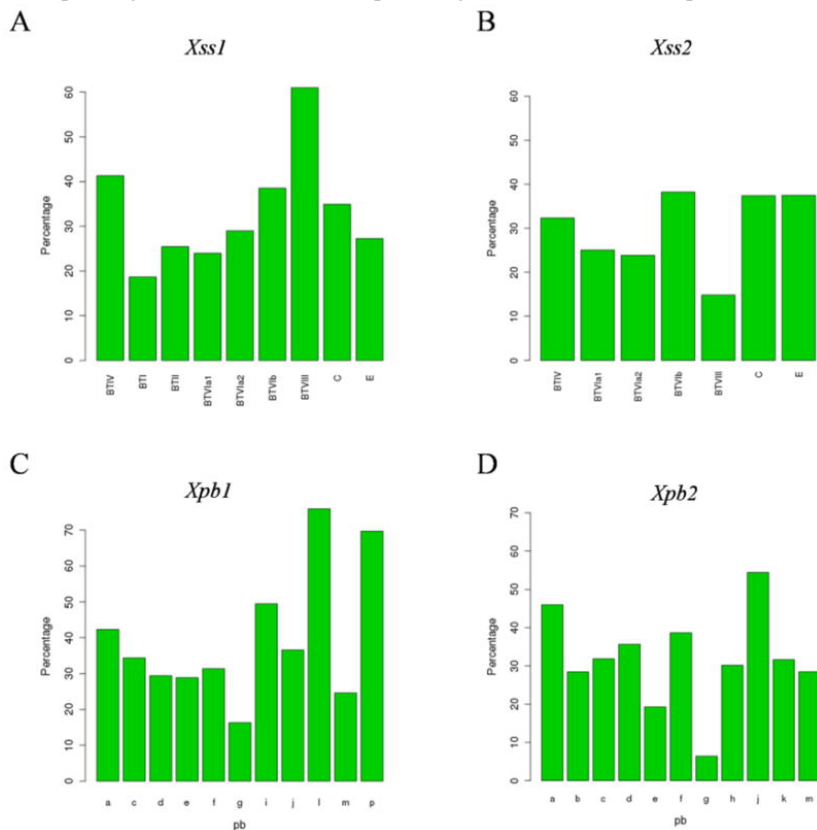 A
Xss1
Percentage
0
10
20
30
40
50
60
BTIV
BTI
BTII
BTVIa1
BTVIa2
BTVIb
BTVIII
C
E
B
Xss2
Percentage
0
10
20
30
40
50
60
BTIV
BTVIa1
BTVIa2
BTVIb
BTVIII
C
E
C
Xpb1
Percentage
0
10
20
30
40
50
60
70
a c d e f g i j l m p
pb
D
Xpb2
Percentage
0
10
20
30
40
50
60
70
a b c d e f g h j k m
pb